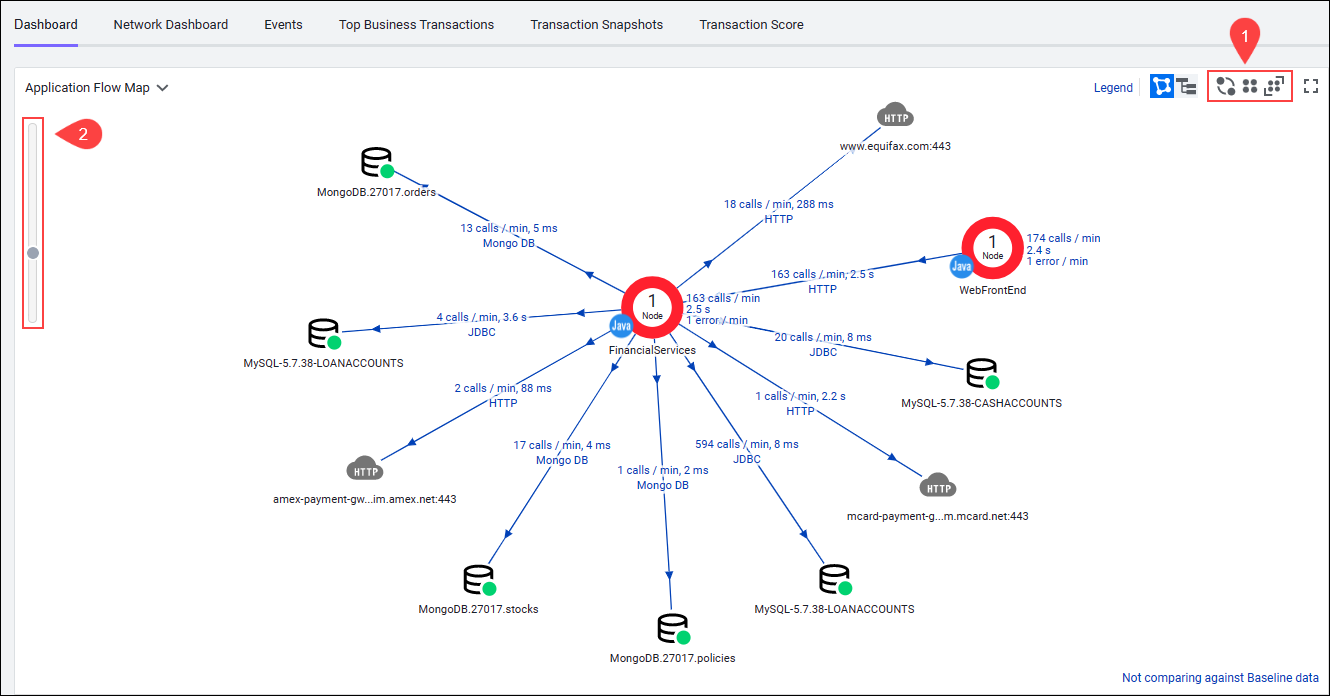 Dashboard
Network Dashboard
Events
Top Business Transactions
Transaction Snapshots
Transaction Score
1
Application Flow Map
Legend
2
HTTP
www.equifax.com:443
MongoDB.27017.orders
18 calls / min, 288 ms
HTTP
13 calls / min, 5 ms
Mongo DB
1
Node
Java
174 calls / min
2.4 s
1 error / min
WebFrontEnd
163 calls / min, 2.5 s
HTTP
1
Node
Java
163 calls / min
2.5 s
1 error / min
FinancialServices
4 calls / min, 3.6 s
JDBC
MySQL-5.7.38-LOANACCOUNTS
20 calls / min, 8 ms
JDBC
MySQL-5.7.38-CASHACCOUNTS
2 calls / min, 88 ms
HTTP
1 calls / min, 2.2 s
HTTP
17 calls / min, 4 ms
Mongo DB
594 calls / min, 8 ms
JDBC
1 calls / min, 2 ms
Mongo DB
HTTP
amex-payment-gw...im.amex.net:443
HTTP
mcard-payment-g...m.mcard.net:443
MongoDB.27017.stocks
MySQL-5.7.38-LOANACCOUNTS
MongoDB.27017.policies
Not comparing against Baseline data